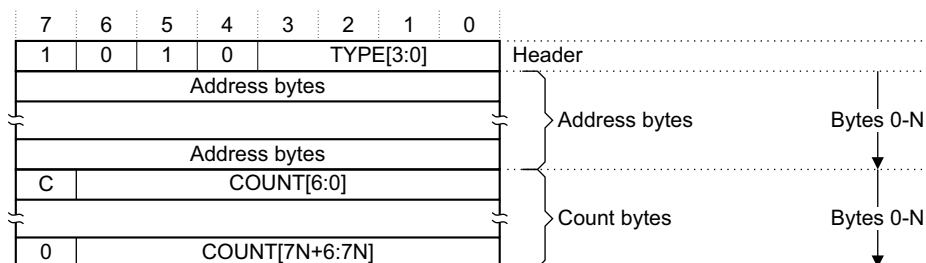 7 6 5 4 3 2 1 0
1 0 1 0 TYPE[3:0] Header
Address bytes
Address bytes Bytes 0-N
Address bytes
C COUNT[6:0]
Count bytes Bytes 0-N
0 COUNT[7N+6:7N]